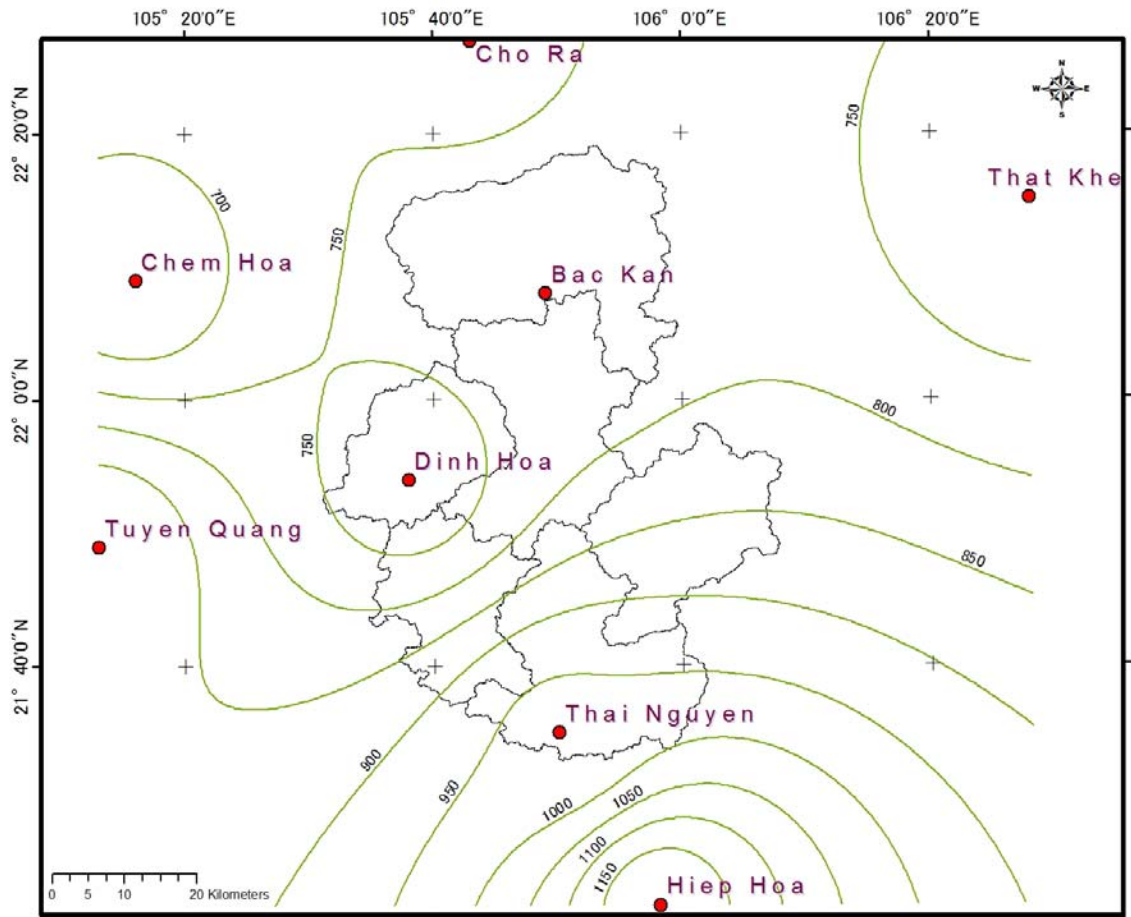 105° 20'0"E
105° 40'0"E
106° 0'0"E
106° 20'0"E
Cho Ra
N
W E
S
22° 20'0"N
750
That Khe
700
750
Chem Hoa
Bac Kan
22° 0'0"N
800
750
Dinh Hoa
Tuyen Quang
850
21° 40'0"N
Thai Nguyen
900
950
1000
1050
1100
1150
Hiep Hoa
0 5 10 20 Kilometers